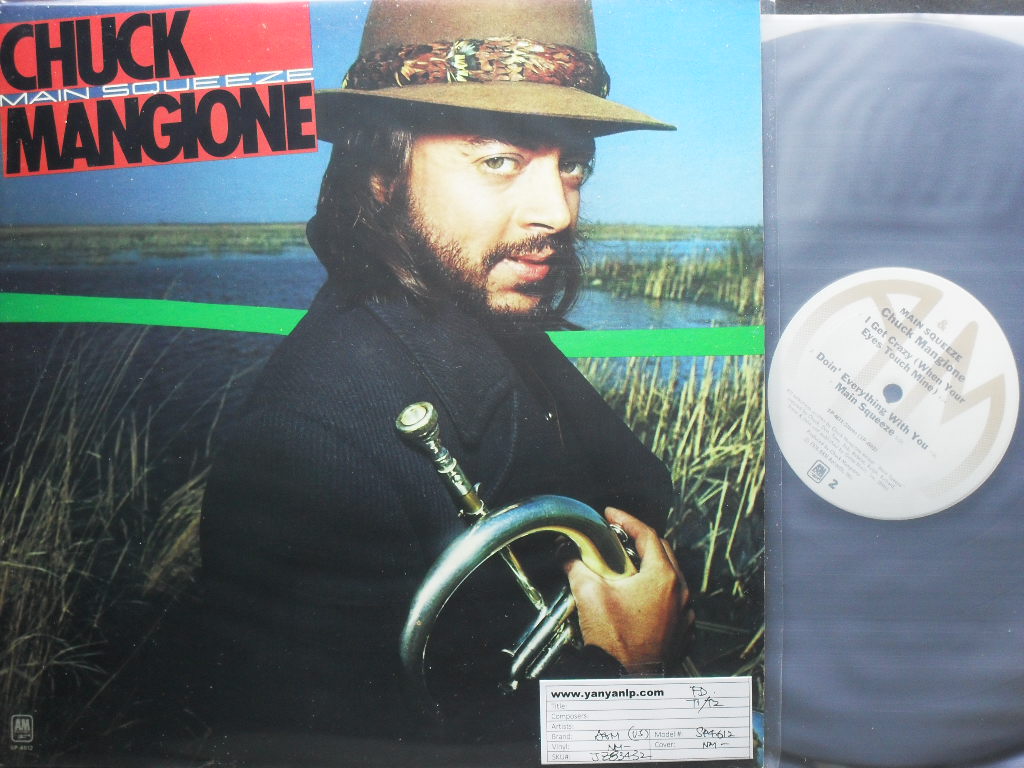 CHUCK
MAIN SQUEEZE
MANGIONE
MAIN SQUEEZE
Chuck Mangione
I Get Crazy (When Your
Eyes Touch Mine)
Doin' Everything With You
Main Squeeze
A&M
2
A&M
SP-4612
www.yanyanlp.com
Title:
Composers:
Artists:
Brand: A&M (US) Model #: SP4612
Vinyl: NM- Cover: NM-
SKU#: